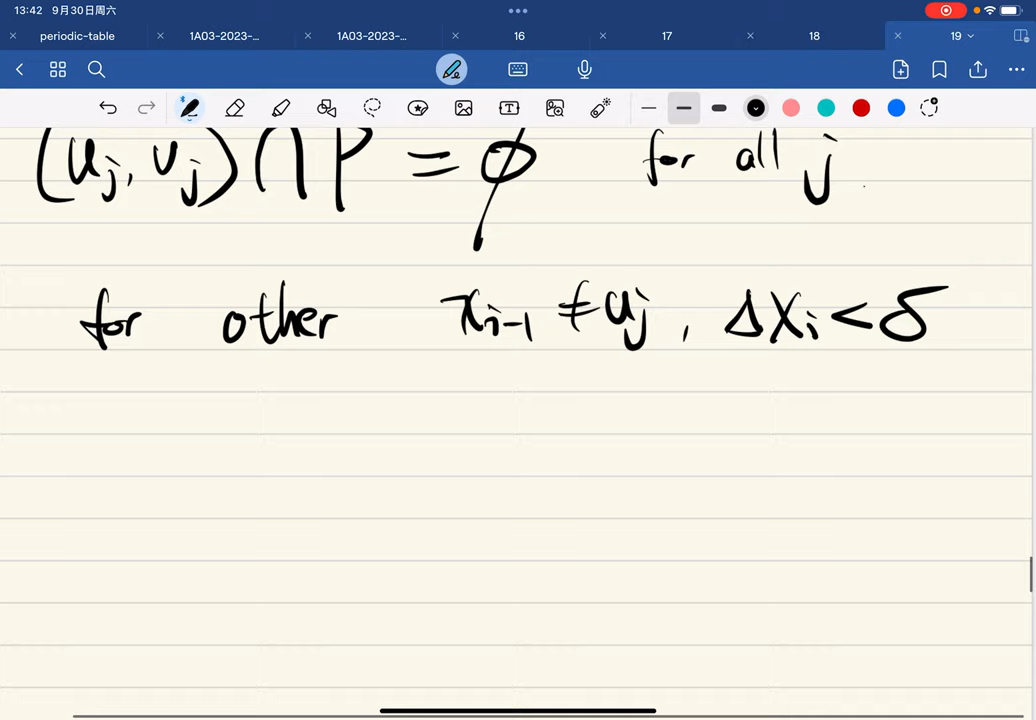 13:42 9月30日周六
periodic-table 1A03-2023-... 1A03-2023-... 16 17 18 19
(uj, vj) ∩ P = ϕ for all j.
for other xi-1 ≠ uj, Δxi < δ